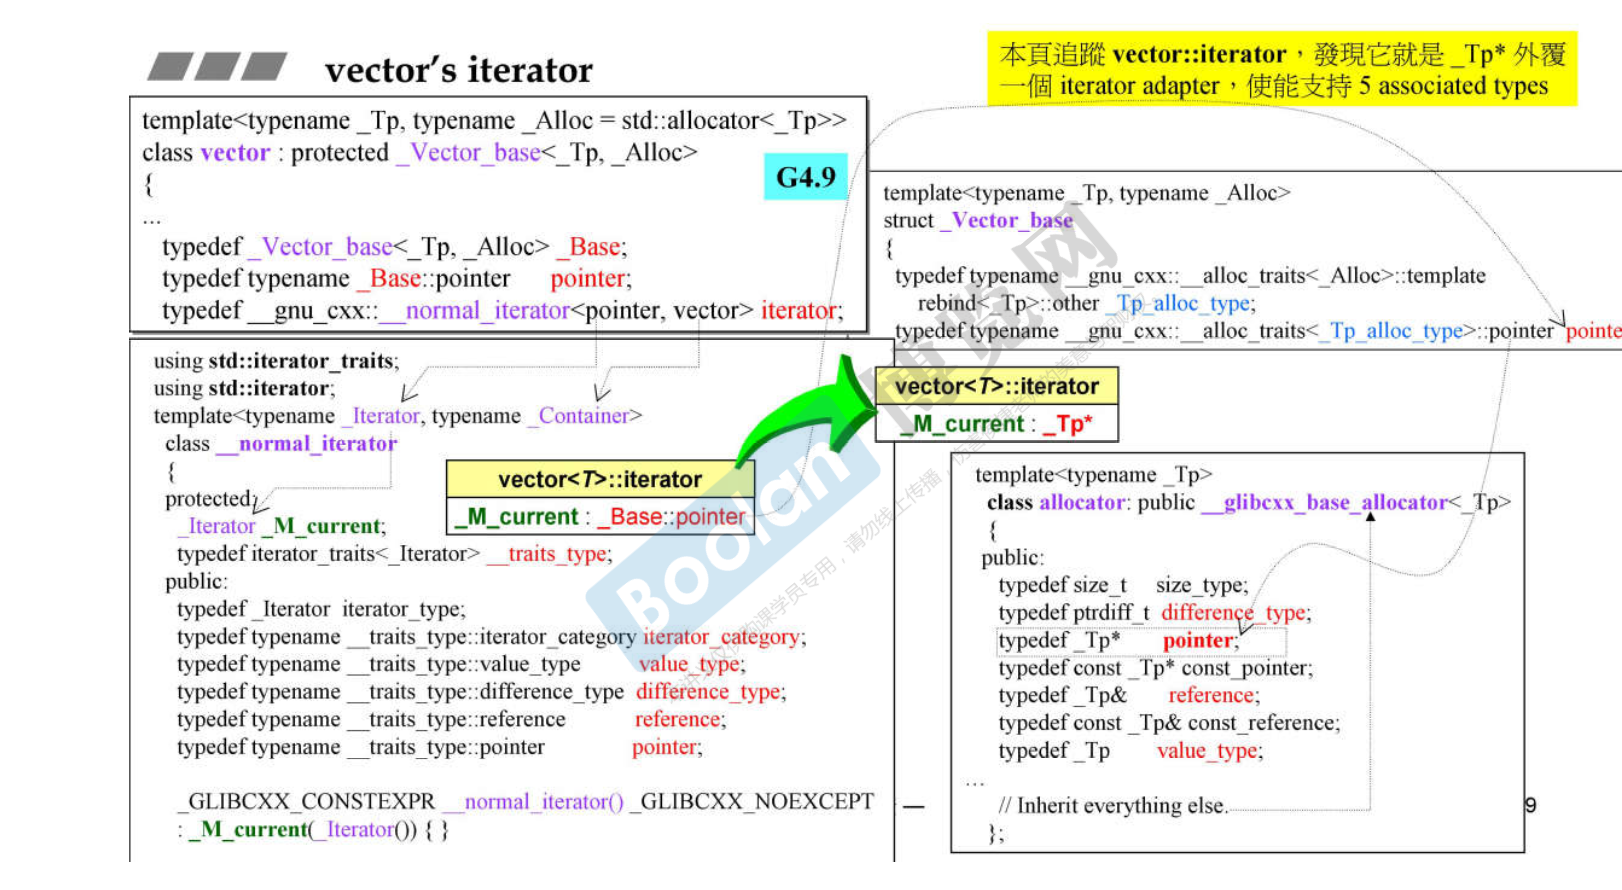 vector’s iterator
本頁追蹤 vector::iterator，發現它就是 _Tp* 外覆
一個 iterator adapter，使能支持 5 associated types
template<typename _Tp, typename _Alloc = std::allocator<_Tp>>
class vector : protected _Vector_base<_Tp, _Alloc>
{
...
typedef _Vector_base<_Tp, _Alloc> _Base;
typedef typename _Base::pointer pointer;
typedef __gnu_cxx::__normal_iterator<pointer, vector> iterator;
G4.9
template<typename _Tp, typename _Alloc>
struct _Vector_base
{
typedef typename __gnu_cxx::__alloc_traits<_Alloc>::template
rebind<_Tp>::other _Tp_alloc_type;
typedef typename __gnu_cxx::__alloc_traits<_Tp_alloc_type>::pointer pointe
using std::iterator_traits;
using std::iterator;
template<typename _Iterator, typename _Container>
class __normal_iterator
{
protected:
_Iterator _M_current;
typedef iterator_traits<_Iterator> __traits_type;
public:
typedef _Iterator iterator_type;
typedef typename __traits_type::iterator_category iterator_category;
typedef typename __traits_type::value_type value_type;
typedef typename __traits_type::difference_type difference_type;
typedef typename __traits_type::reference reference;
typedef typename __traits_type::pointer pointer;
_GLIBCXX_CONSTEXPR __normal_iterator() _GLIBCXX_NOEXCEPT
: _M_current(_Iterator()) { }
vector<T>::iterator
_M_current : _Base::pointer
vector<T>::iterator
_M_current : _Tp*
template<typename _Tp>
class allocator: public __glibcxx_base_allocator<_Tp>
{
public:
typedef size_t size_type;
typedef ptrdiff_t difference_type;
typedef _Tp* pointer;
typedef const _Tp* const_pointer;
typedef _Tp& reference;
typedef const _Tp& const_reference;
typedef _Tp value_type;
...
// Inherit everything else.
};
—
9
Boolan
博览网